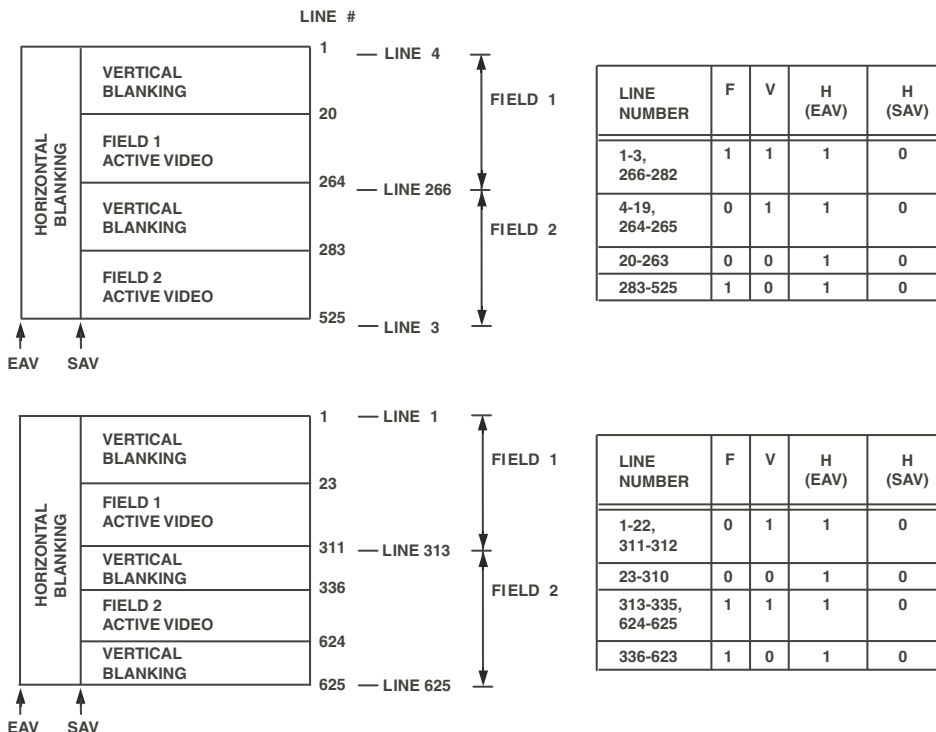 LINE #
1 LINE 4
VERTICAL
BLANKING
20
FIELD 1
ACTIVE VIDEO
264 LINE 266
VERTICAL
BLANKING
283
FIELD 2
ACTIVE VIDEO
525 LINE 3
HORIZONTAL
BLANKING
EAV SAV
FIELD 1
FIELD 2
LINE NUMBER F V H (EAV) H (SAV)
1-3, 266-282 1 1 1 0
4-19, 264-265 0 1 1 0
20-263 0 0 1 0
283-525 1 0 1 0
1 LINE 1
VERTICAL
BLANKING
23
FIELD 1
ACTIVE VIDEO
311 LINE 313
VERTICAL
BLANKING
336
FIELD 2
ACTIVE VIDEO
624
VERTICAL
BLANKING
625 LINE 625
HORIZONTAL
BLANKING
EAV SAV
FIELD 1
FIELD 2
LINE NUMBER F V H (EAV) H (SAV)
1-22, 311-312 0 1 1 0
23-310 0 0 1 0
313-335, 624-625 1 1 1 0
336-623 1 0 1 0